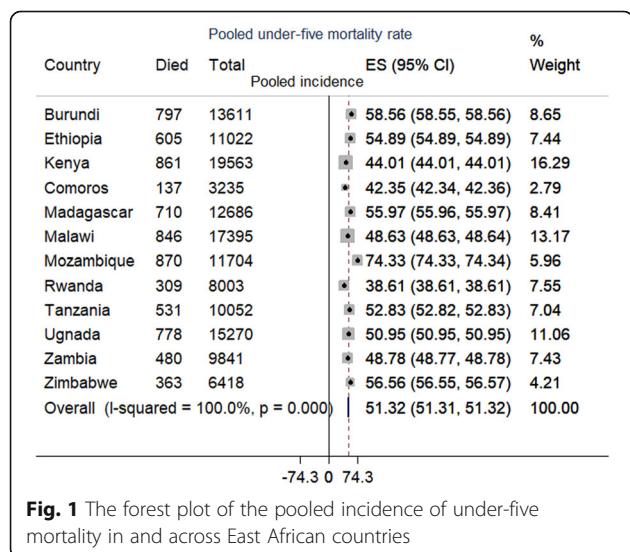 Pooled under-five mortality rate
%
Country Died Total ES (95% CI) Weight
Pooled incidence
Burundi 797 13611 58.56 (58.55, 58.56) 8.65
Ethiopia 605 11022 54.89 (54.89, 54.89) 7.44
Kenya 861 19563 44.01 (44.01, 44.01) 16.29
Comoros 137 3235 42.35 (42.34, 42.36) 2.79
Madagascar 710 12686 55.97 (55.96, 55.97) 8.41
Malawi 846 17395 48.63 (48.63, 48.64) 13.17
Mozambique 870 11704 74.33 (74.33, 74.34) 5.96
Rwanda 309 8003 38.61 (38.61, 38.61) 7.55
Tanzania 531 10052 52.83 (52.82, 52.83) 7.04
Ugnada 778 15270 50.95 (50.95, 50.95) 11.06
Zambia 480 9841 48.78 (48.77, 48.78) 7.43
Zimbabwe 363 6418 56.56 (56.55, 56.57) 4.21
Overall (I-squared = 100.0%, p = 0.000) 51.32 (51.31, 51.32) 100.00
-74.3 0 74.3
Fig. 1 The forest plot of the pooled incidence of under-five
mortality in and across East African countries